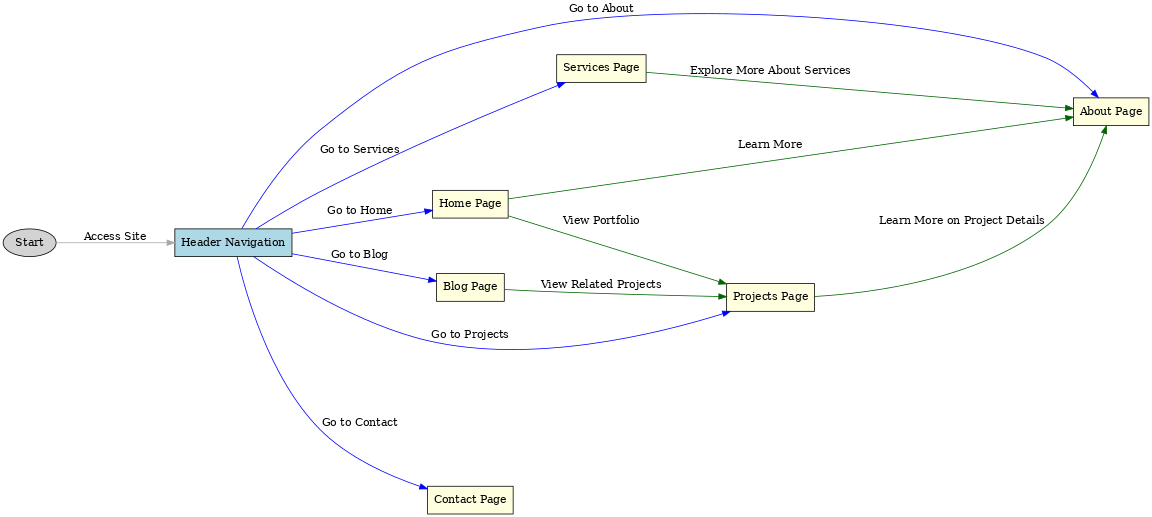 Go to About
Services Page
Explore More About Services
About Page
Go to Services
Learn More
Home Page
Go to Home
View Portfolio
Learn More on Project Details
Start
Access Site
Header Navigation
Go to Blog
Blog Page
View Related Projects
Projects Page
Go to Projects
Go to Contact
Contact Page